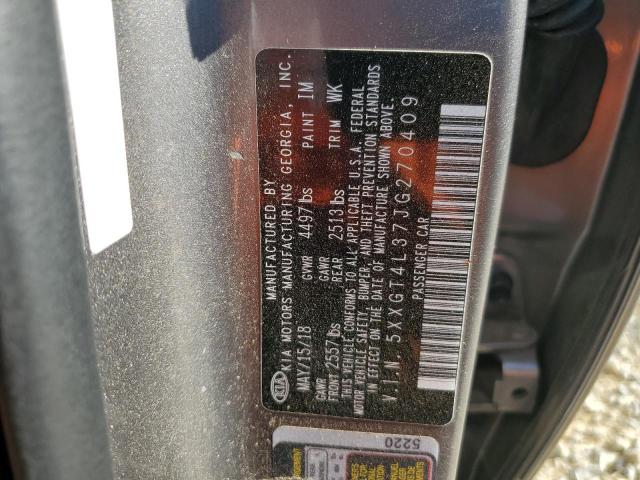 KIA
MANUFACTURED BY
KIA MOTORS MANUFACTURING GEORGIA, INC.
MAY/15/18 GVWR 4497 lbs PAINT IM
GAWR FRONT 2557 lbs GAWR REAR 2513 lbs TRIM WK
THIS VEHICLE CONFORMS TO ALL APPLICABLE U.S.A. FEDERAL
MOTOR VEHICLE SAFETY, BUMPER, AND THEFT PREVENTION STANDARDS
IN EFFECT ON THE DATE OF MANUFACTURE SHOWN ABOVE.
V.I.N 5XXGT4L37JG270409
PASSENGER CAR
5220